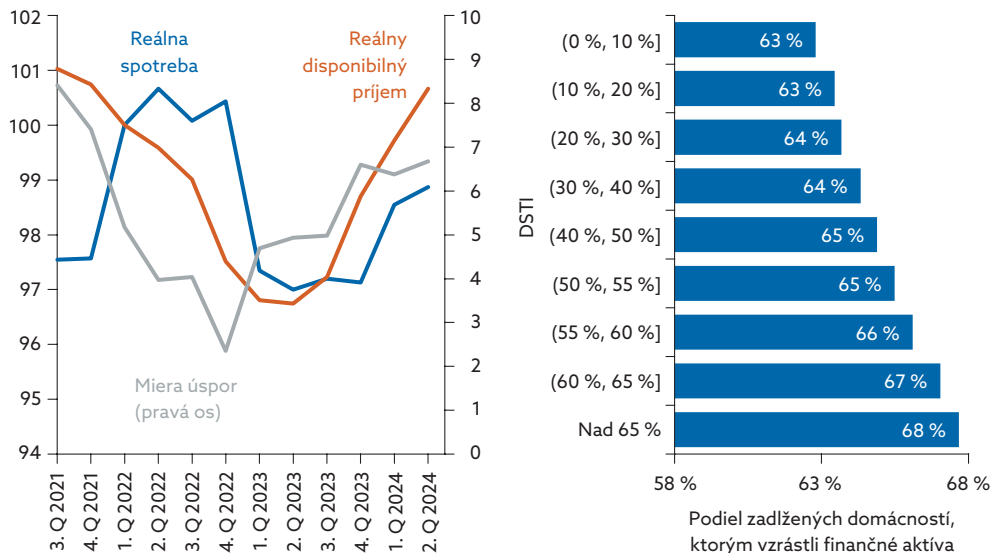 102
101
100
99
98
97
96
95
94
10
9
8
7
6
5
4
3
2
1
0
Reálna
spotreba
Reálny
disponibilný
príjem
Miera úspor
(pravá os)
3. Q 2021
4. Q 2021
1. Q 2022
2. Q 2022
3. Q 2022
4. Q 2022
1. Q 2023
2. Q 2023
3. Q 2023
4. Q 2023
1. Q 2024
2. Q 2024
DSTI
(0 %, 10 %] 63 %
(10 %, 20 %] 63 %
(20 %, 30 %] 64 %
(30 %, 40 %] 64 %
(40 %, 50 %] 65 %
(50 %, 55 %] 65 %
(55 %, 60 %] 66 %
(60 %, 65 %] 67 %
Nad 65 % 68 %
58 % 63 % 68 %
Podiel zadlžených domácností,
ktorým vzrástli finančné aktíva